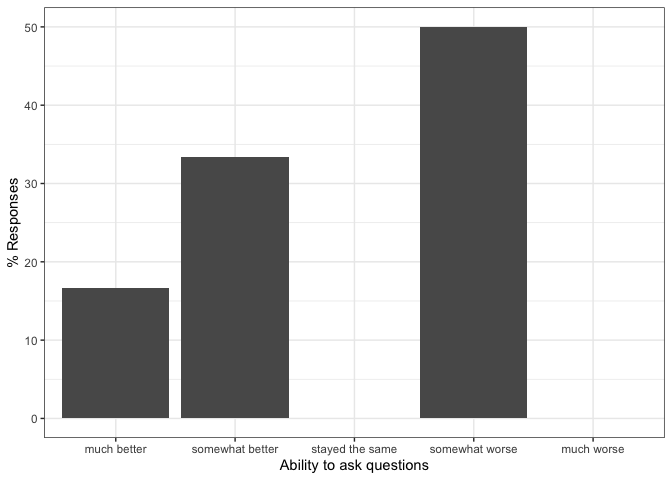 % Responses
50
40
30
20
10
0
much better somewhat better stayed the same somewhat worse much worse
Ability to ask questions